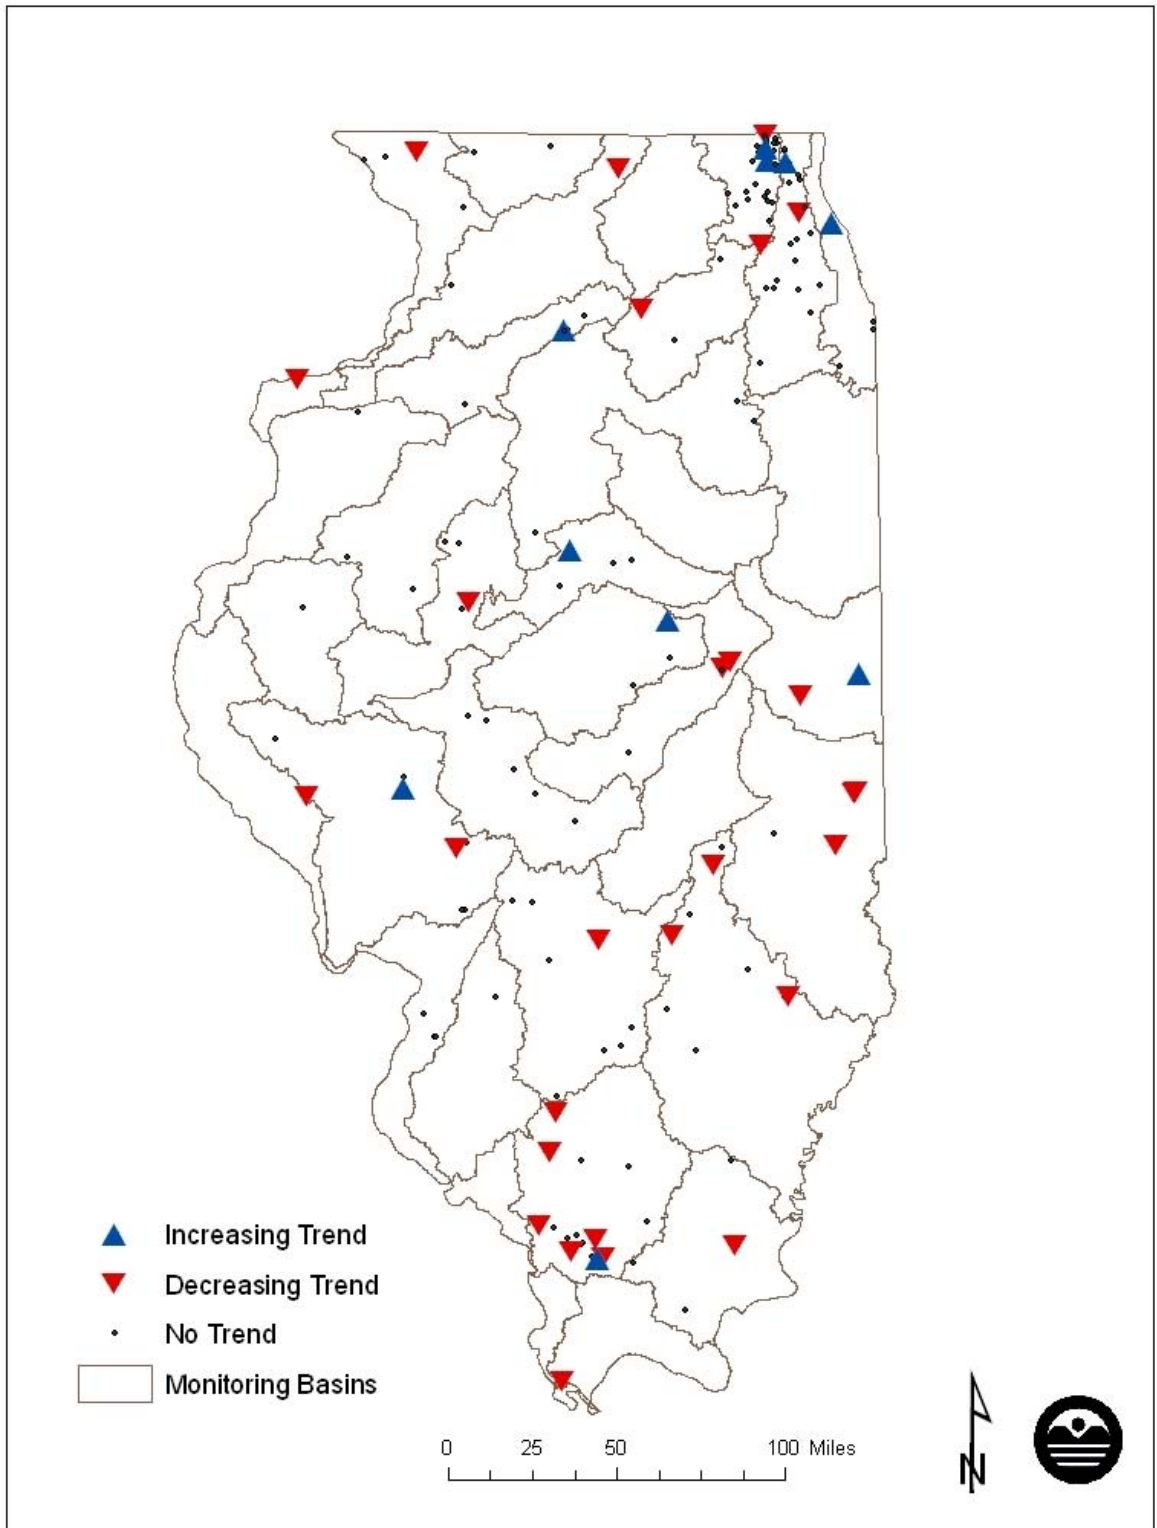 Increasing Trend
Decreasing Trend
No Trend
Monitoring Basins
0 25 50 100 Miles
N